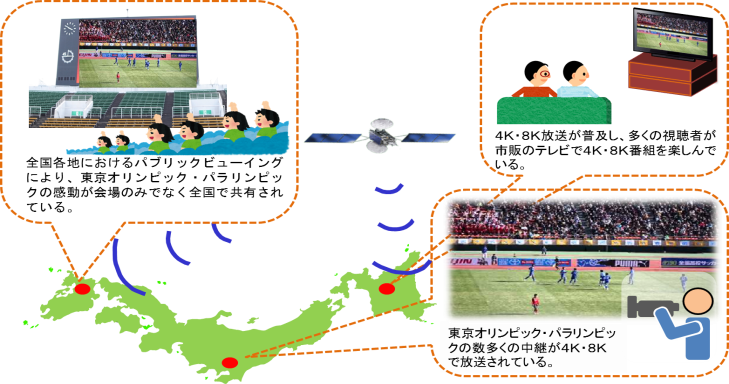 全国各地におけるパブリックビューイング
により、東京オリンピック・パラリンピッ
クの感動が会場のみでなく全国で共有され
ている。
4K・8K放送が普及し、多くの視聴者が
市販のテレビで4K・8K番組を楽しんで
いる。
PUMA
東京オリンピック・パラリンピッ
クの数多くの中継が4K・8K
で放送されている。